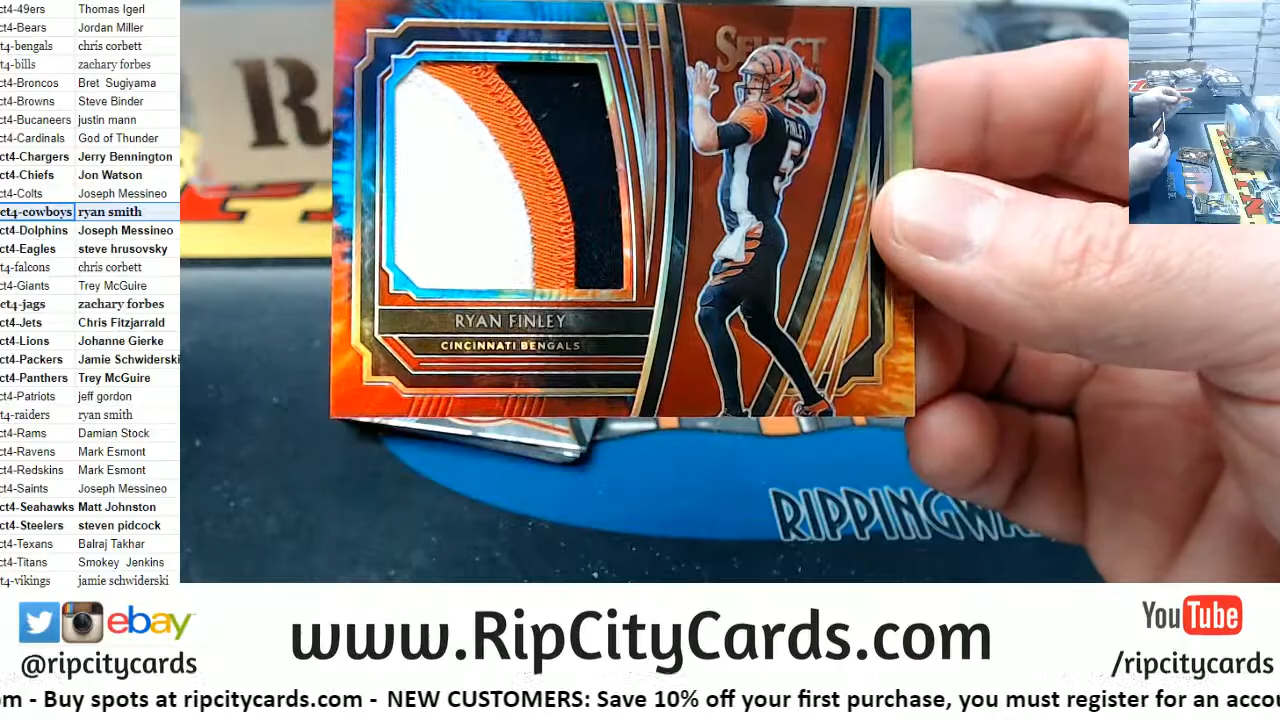 ct4-49ers Thomas Igerl
ct4-Bears Jordan Miller
t4-bengals chris corbett
t4-bills zachary forbes
ct4-Broncos Bret Sugiyama
ct4-Browns Steve Binder
ct4-Bucaneers justin mann
ct4-Cardinals God of Thunder
ct4-Chargers Jerry Bennington
ct4-Chiefs Jon Watson
ct4-Colts Joseph Messineo
ct4-cowboys ryan smith
ct4-Dolphins Joseph Messineo
ct4-Eagles steve hrusovsky
t4-falcons chris corbett
ct4-Giants Trey McGuire
ct4-jags zachary forbes
ct4-Jets Chris Fitzjarrald
ct4-Lions Johanne Gierke
ct4-Packers Jamie Schwiderski
ct4-Panthers Trey McGuire
ct4-Patriots jeff gordon
ct4-raiders ryan smith
ct4-Rams Damian Stock
ct4-Ravens Mark Esmont
ct4-Redskins Mark Esmont
ct4-Saints Joseph Messineo
ct4-Seahawks Matt Johnston
ct4-Steelers steven pidcock
ct4-Texans Balraj Takhar
ct4-Titans Smokey Jenkins
t4-vikings jamie schwiderski
R
SELECT
FINLEY
5
RYAN FINLEY
CINCINNATI BENGALS
RIPPINGWA
ebay
@ripcitycards
www.RipCityCards.com
YouTube
/ripcitycards
om - Buy spots at ripcitycards.com - NEW CUSTOMERS: Save 10% off your first purchase, you must register for an accou